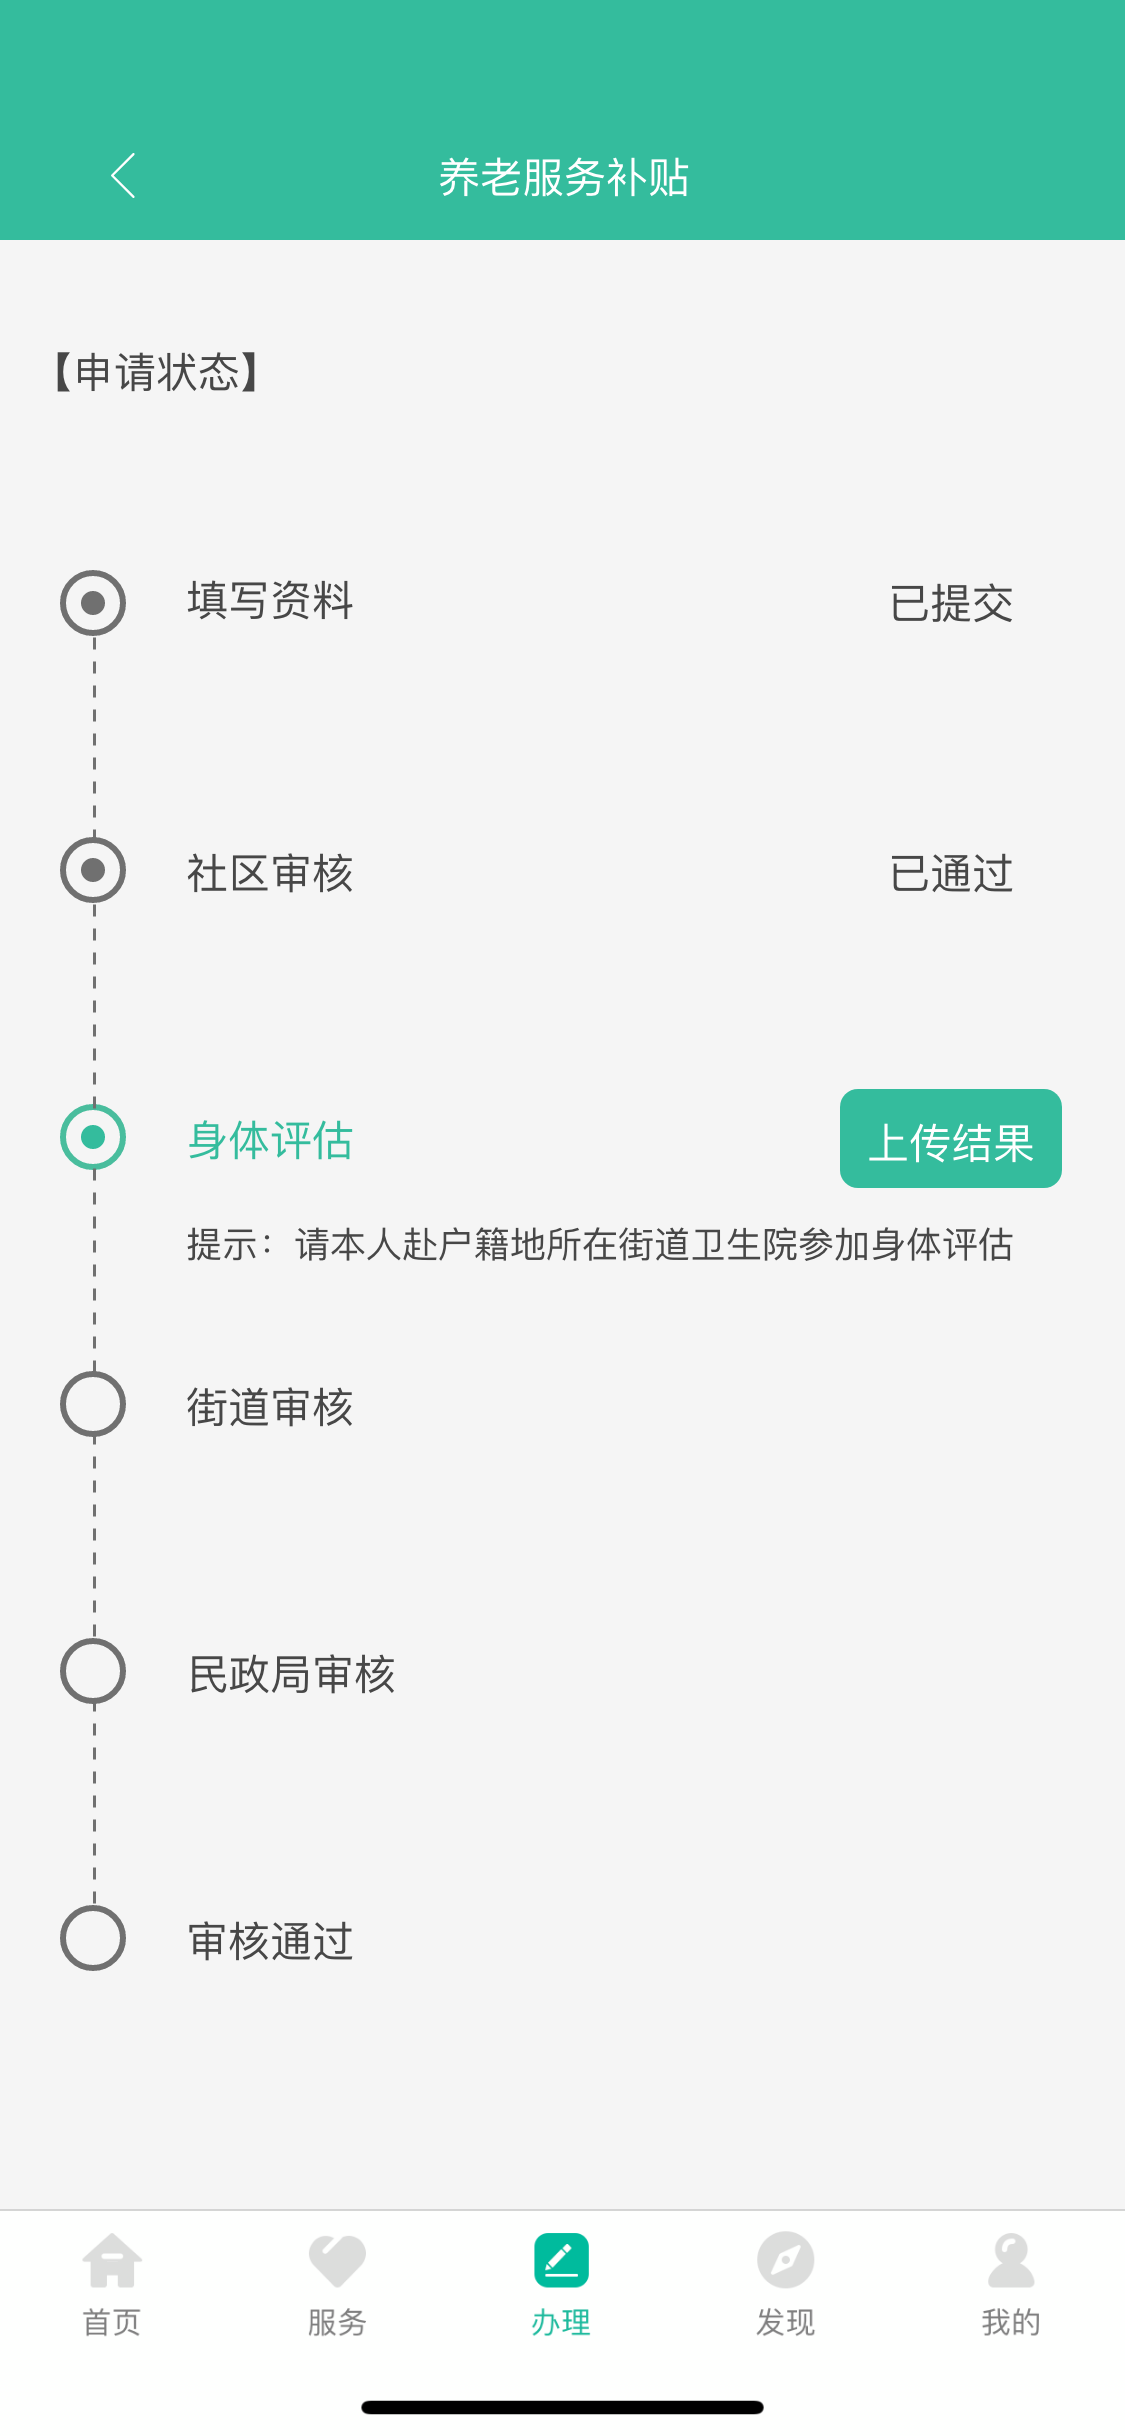 养老服务补贴
【申请状态】
填写资料 已提交
社区审核 已通过
身体评估 上传结果
提示：请本人赴户籍地所在街道卫生院参加身体评估
街道审核
民政局审核
审核通过
首页 服务 办理 发现 我的